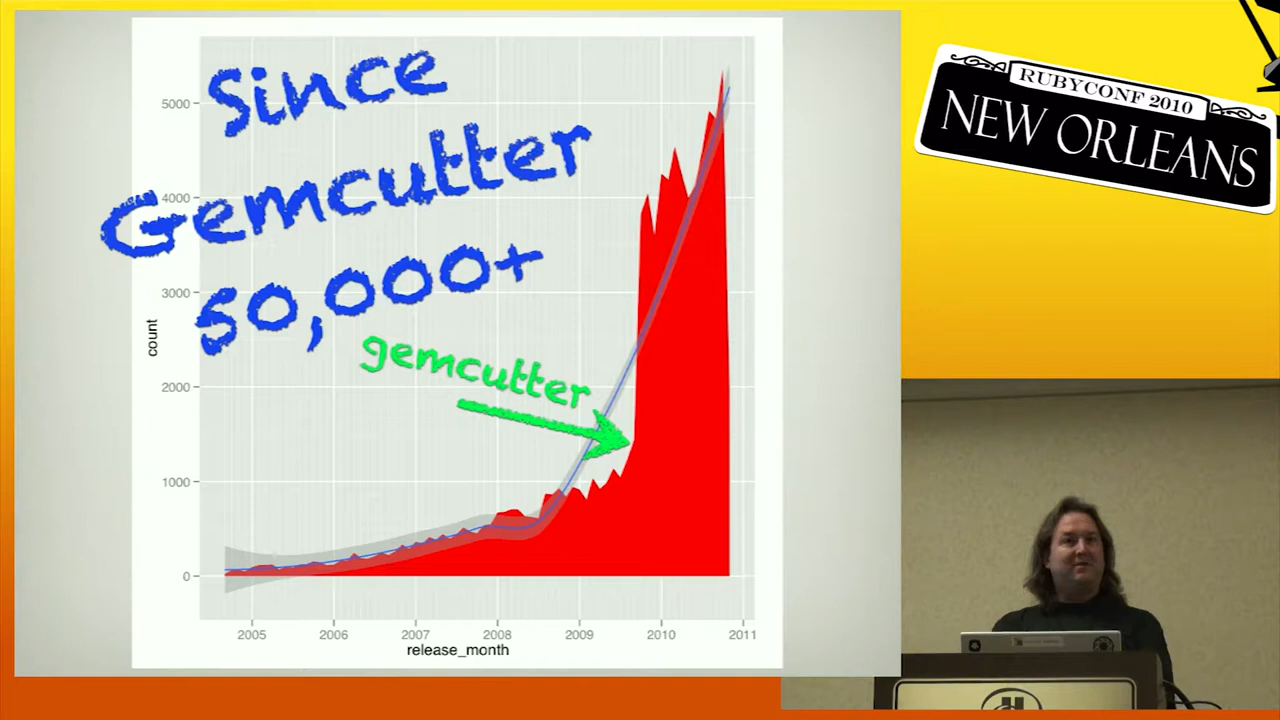 Since
Gemcutter
50,000+
gemcutter
5000
4000
3000
2000
1000
0
count
2005 2006 2007 2008 2009 2010 2011
release_month
RUBYCONF 2010
NEW ORLEANS